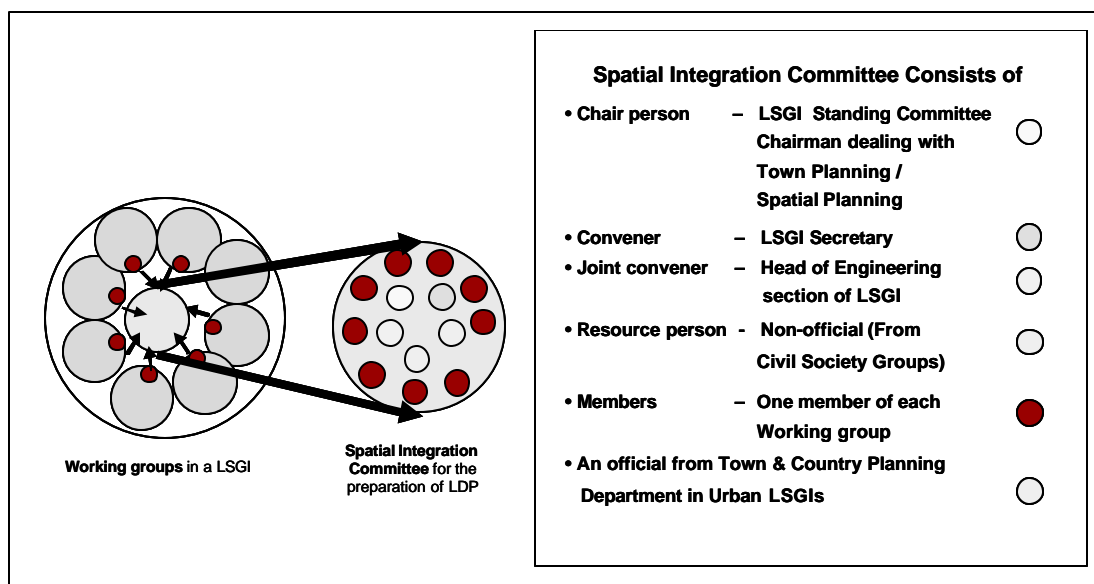 Spatial Integration Committee Consists of
• Chair person – LSGI Standing Committee
Chairman dealing with
Town Planning /
Spatial Planning
• Convener – LSGI Secretary
• Joint convener – Head of Engineering
section of LSGI
• Resource person - Non-official (From
Civil Society Groups)
• Members – One member of each
Working group
• An official from Town & Country Planning
Department in Urban LSGIs
Working groups in a LSGI
Spatial Integration
Committee for the
preparation of LDP